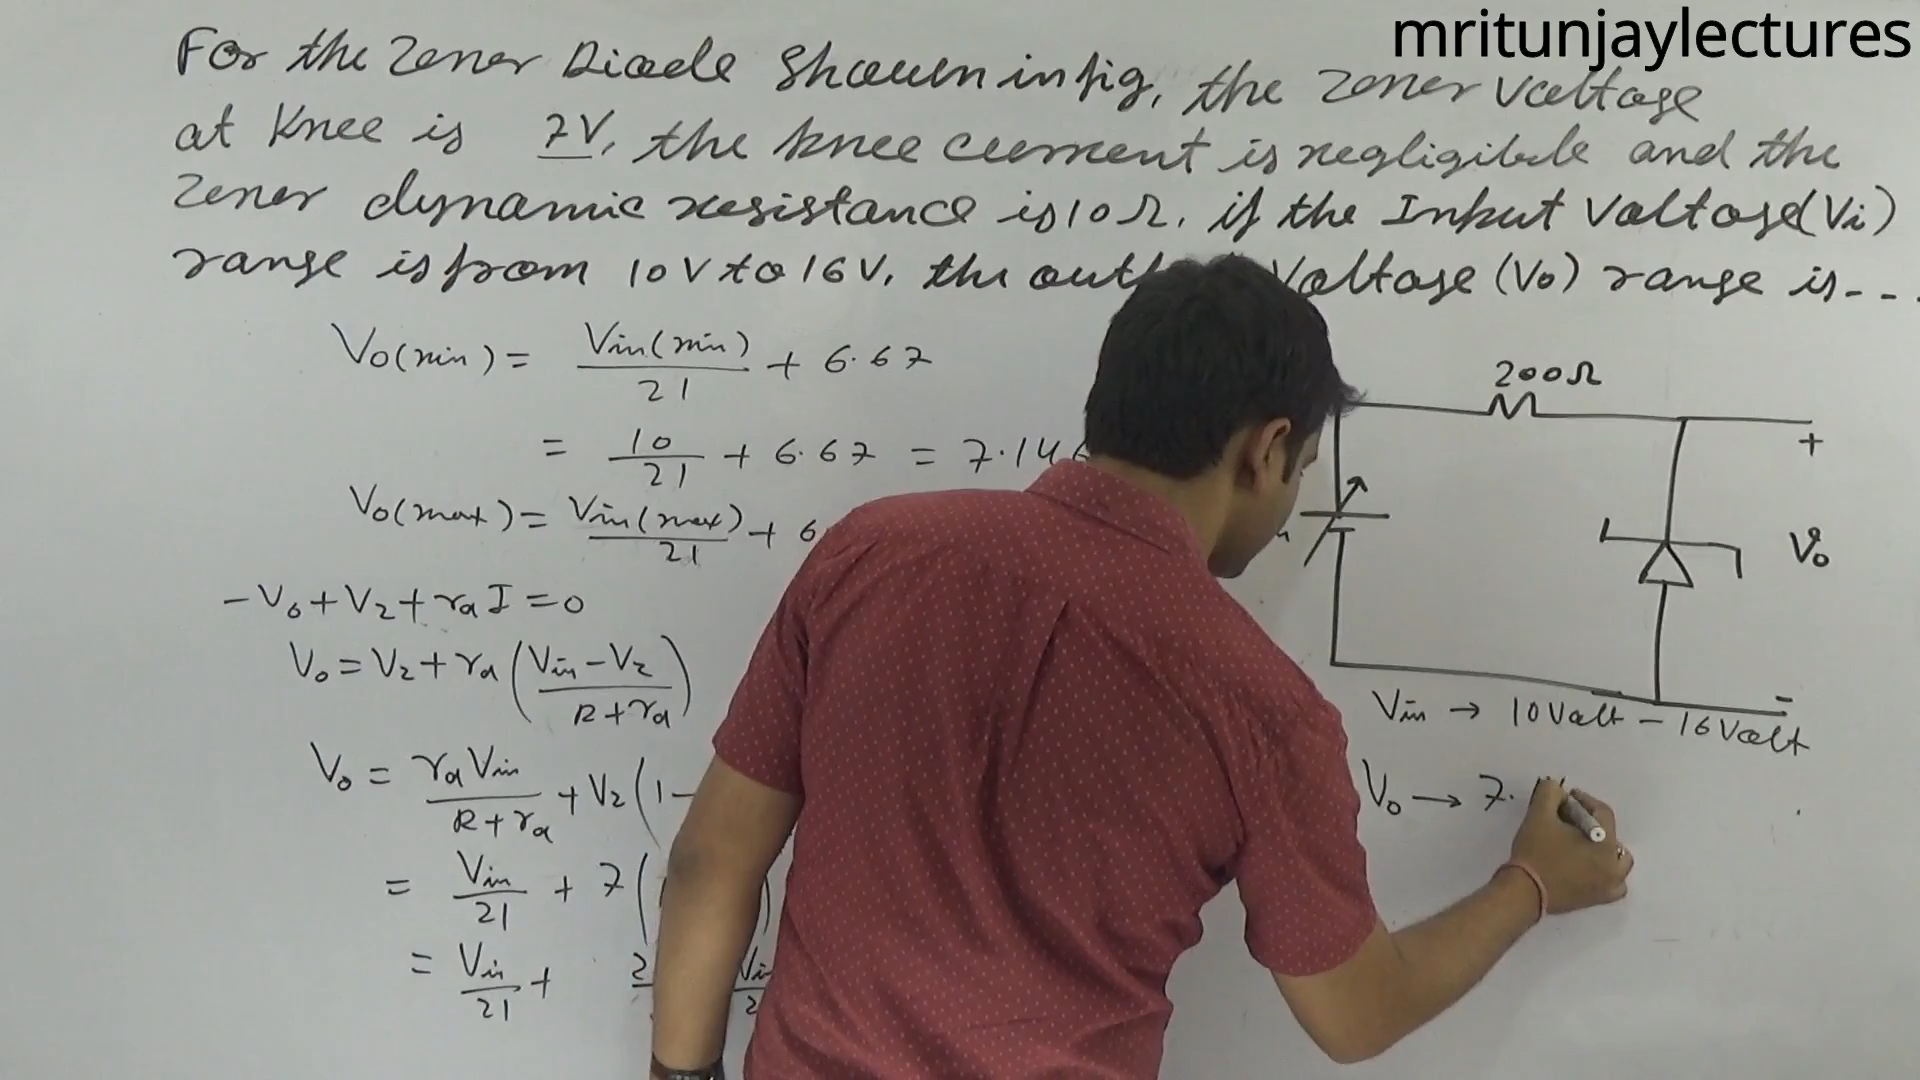 mritunjaylectures
For the Zener Diode Shown in fig, the Zener Voltage
at Knee is 7V, the knee current is negligible and the
Zener dynamic resistance is 10Ω, if the Input Voltage (Vi)
range is from 10V to 16V, the Voltage (Vo) range is---
Vo(min) = Vin(min)/21 + 6.67
= 10/21 + 6.67 = 7.14
Vo(max) = Vin(max)/21 + 6
-Vo + Vz + rd I = 0
Vo = Vz + rd (Vin - Vz / R + rd)
Vo = rd Vin / R + rd + Vz (1 -
= Vin/21 + 7 (
= Vin/21 +
200Ω
+
Vo
-
Vin → 10 Volt - 16 Volt
Vo → 7.